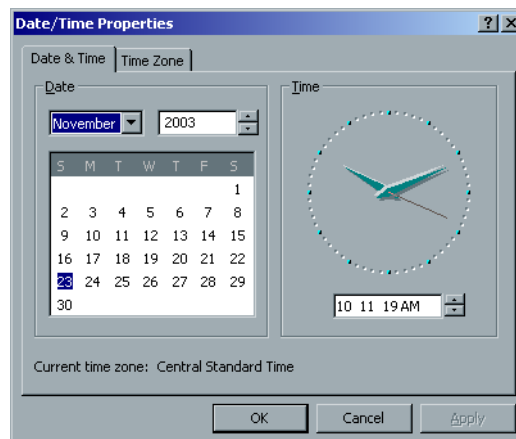 Date/Time Properties
Date & Time Time Zone
Date
November 2003
S M T W T F S
1
2 3 4 5 6 7 8
9 10 11 12 13 14 15
16 17 18 19 20 21 22
23 24 25 26 27 28 29
30
Time
10 11 19 AM
Current time zone: Central Standard Time
OK Cancel Apply